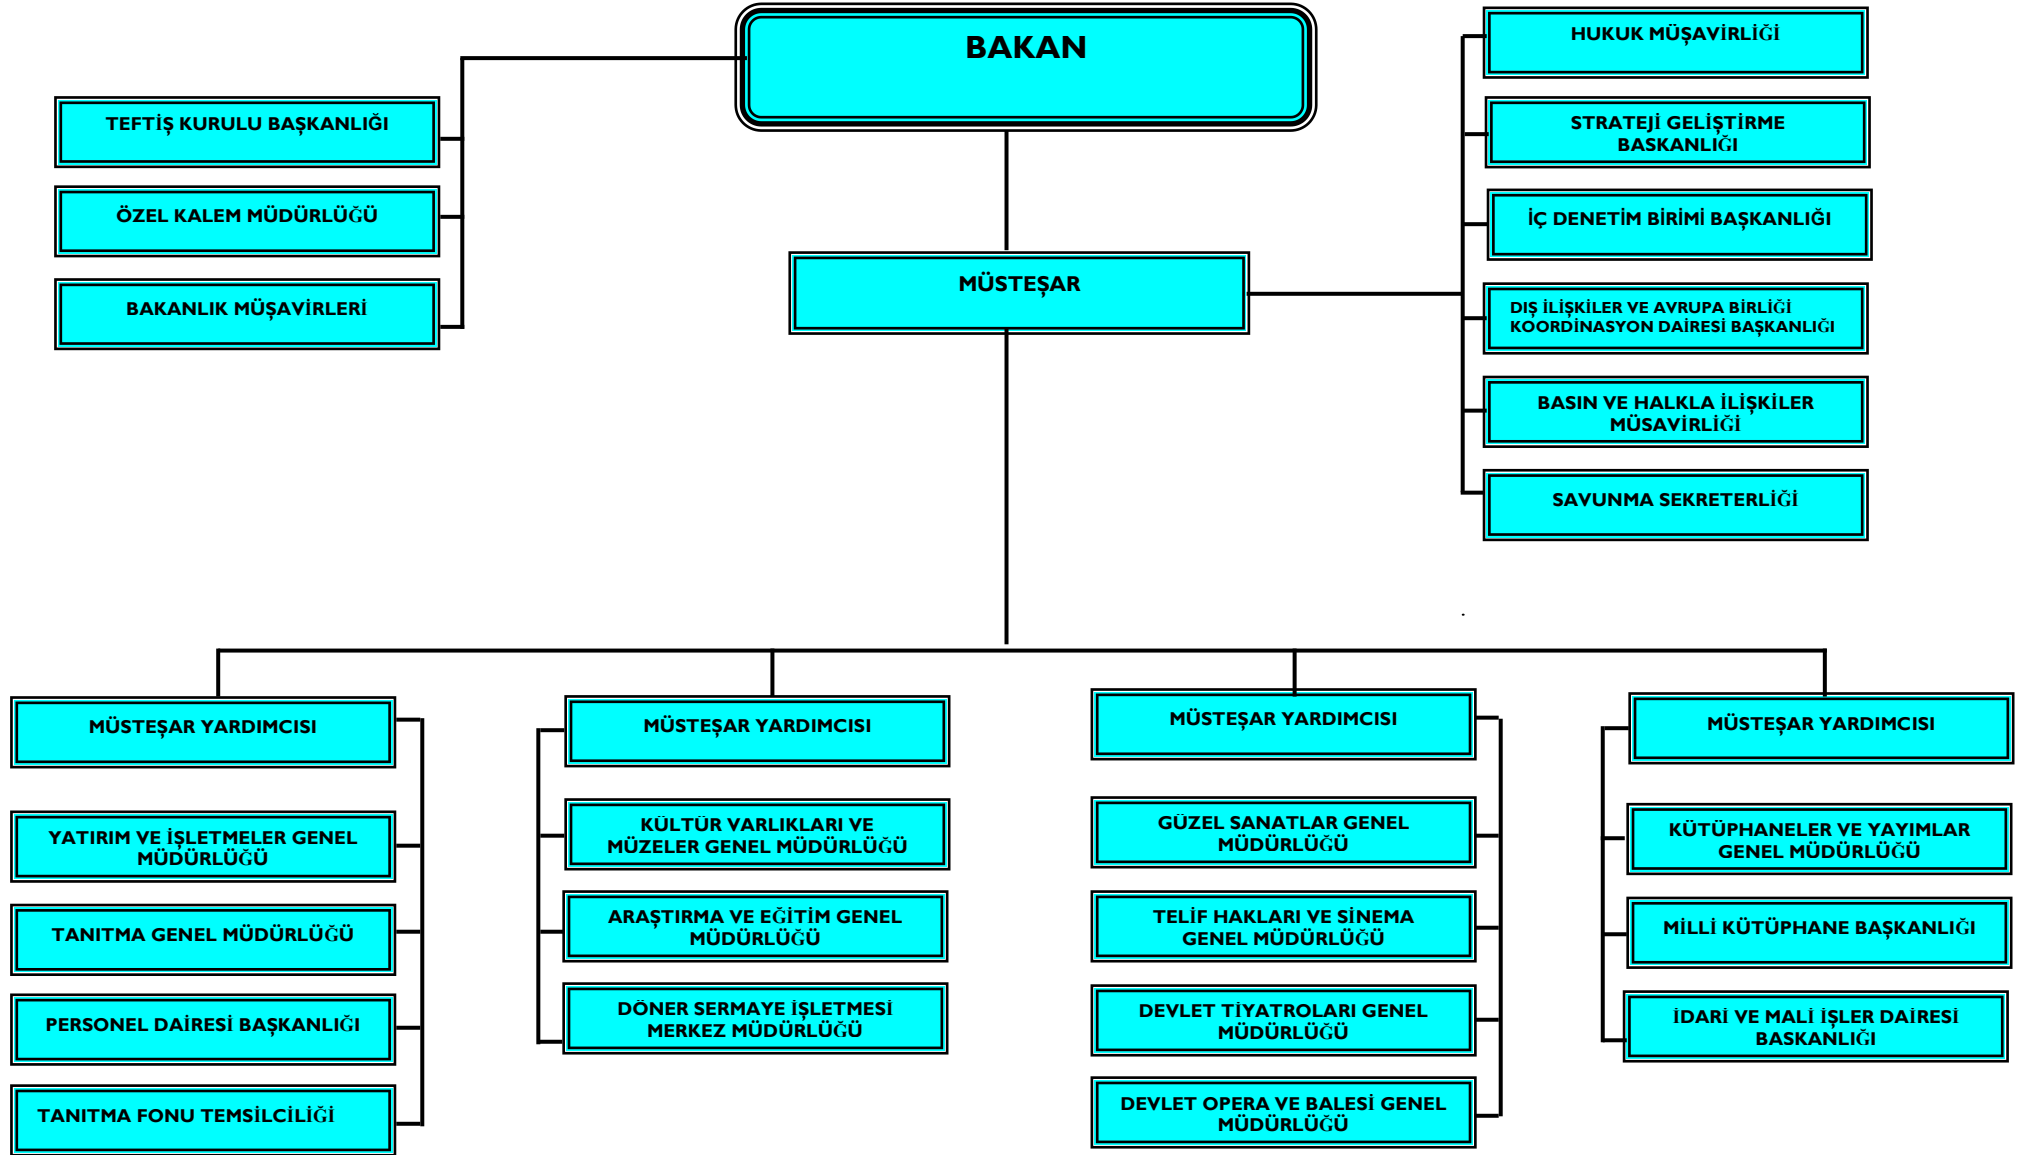 BAKAN
TEFTİŞ KURULU BAŞKANLIĞI
ÖZEL KALEM MÜDÜRLÜĞÜ
BAKANLIK MÜŞAVİRLERİ
MÜSTEŞAR
HUKUK MÜŞAVİRLİĞİ
STRATEJİ GELİŞTİRME
BASKANLIĞI
İÇ DENETİM BİRİMİ BAŞKANLIĞI
DIŞ İLİŞKİLER VE AVRUPA BİRLİĞİ
KOORDİNASYON DAİRESİ BAŞKANLIĞI
BASIN VE HALKLA İLİŞKİLER
MÜSAVİRLİĞİ
SAVUNMA SEKRETERLİĞİ
MÜSTEŞAR YARDIMCISI
YATIRIM VE İŞLETMELER GENEL
MÜDÜRLÜĞÜ
TANITMA GENEL MÜDÜRLÜĞÜ
PERSONEL DAİRESİ BAŞKANLIĞI
TANITMA FONU TEMSİLCİLİĞİ
MÜSTEŞAR YARDIMCISI
KÜLTÜR VARLIKLARI VE
MÜZELER GENEL MÜDÜRLÜĞÜ
ARAŞTIRMA VE EĞİTİM GENEL
MÜDÜRLÜĞÜ
DÖNER SERMAYE İŞLETMESİ
MERKEZ MÜDÜRLÜĞÜ
MÜSTEŞAR YARDIMCISI
GÜZEL SANATLAR GENEL
MÜDÜRLÜĞÜ
TELİF HAKLARI VE SİNEMA
GENEL MÜDÜRLÜĞÜ
DEVLET TİYATROLARI GENEL
MÜDÜRLÜĞÜ
DEVLET OPERA VE BALESİ GENEL
MÜDÜRLÜĞÜ
MÜSTEŞAR YARDIMCISI
KÜTÜPHANELER VE YAYIMLAR
GENEL MÜDÜRLÜĞÜ
MİLLİ KÜTÜPHANE BAŞKANLIĞI
İDARİ VE MALİ İŞLER DAİRESİ
BASKANLIĞI